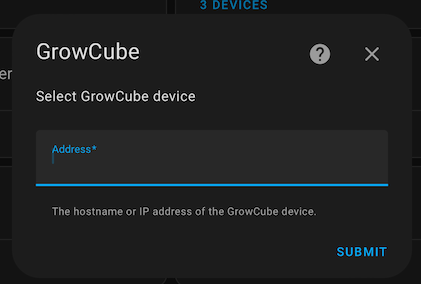 3 DEVICES
er
GrowCube
Select GrowCube device
Address*
The hostname or IP address of the GrowCube device.
SUBMIT